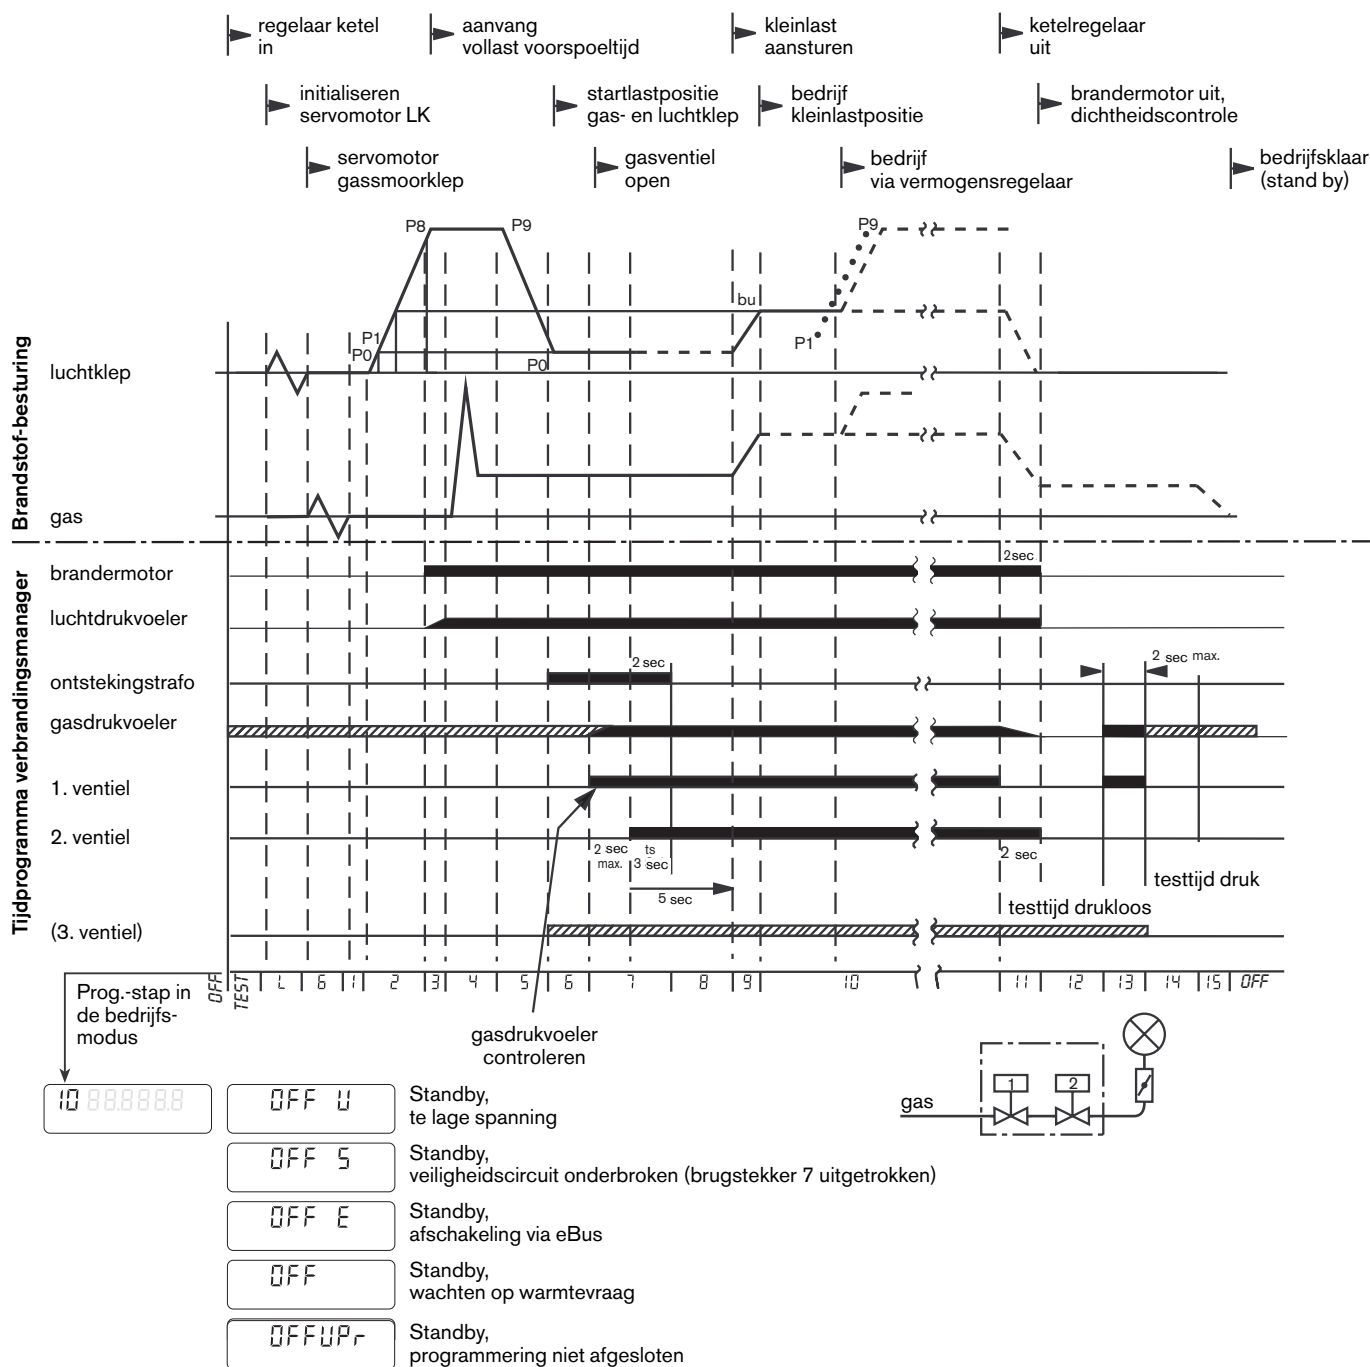 regelaar ketel
in
aanvang
vollast voorspoeltijd
kleinlast
aansturen
ketelregelaar
uit
initialiseren
servomotor LK
startlastpositie
gas- en luchtklep
bedrijf
kleinlastpositie
brandermotor uit,
dichtheidscontrole
servomotor
gassmoorklep
gasventiel
open
bedrijf
via vermogensregelaar
bedrijfsklaar
(stand by)
Brandstof-besturing
P8
P9
P9
bu
P1
P0
P0
P1
luchtklep
gas
Tijdprogramma verbrandingsmanager
brandermotor
2sec
luchtdrukvoeler
ontstekingstrafo
2 sec
2 sec max.
gasdrukvoeler
1. ventiel
2. ventiel
2 sec
max.
ts
3 sec
2 sec
5 sec
testtijd druk
testtijd drukloos
(3. ventiel)
OFF TEST L G 1 2 3 4 5 6 7 8 9 10 11 12 13 14 15 OFF
Prog.-stap in
de bedrijfs-
modus
gasdrukvoeler
controleren
10 88.888.8
gas
1 2
OFF U
Standby,
te lage spanning
OFF S
Standby,
veiligheidscircuit onderbroken (brugstekker 7 uitgetrokken)
OFF E
Standby,
afschakeling via eBus
OFF
Standby,
wachten op warmtevraag
OFFUPr
Standby,
programmering niet afgesloten